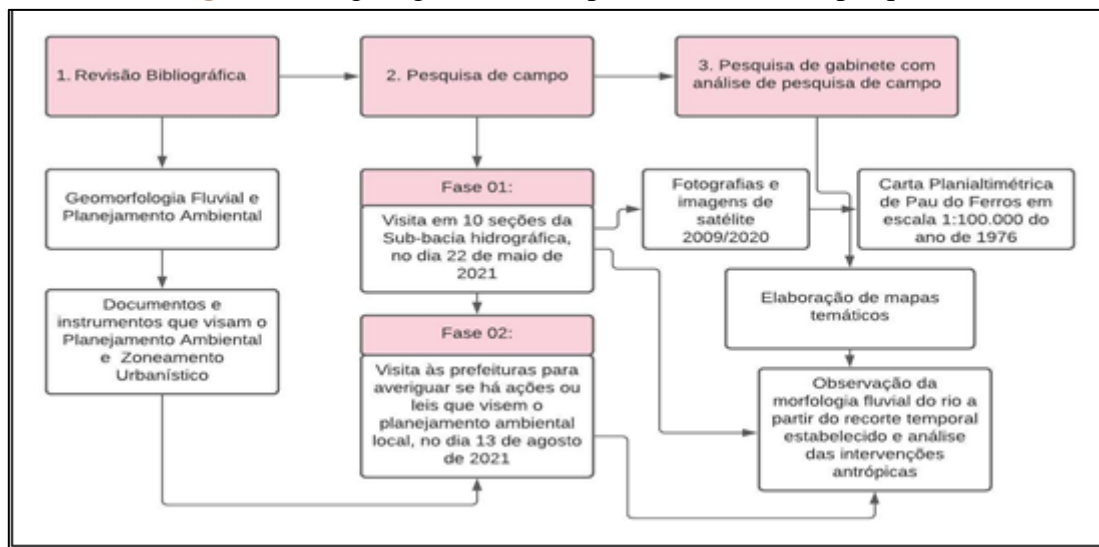 1. Revisão Bibliográfica
2. Pesquisa de campo
3. Pesquisa de gabinete com
análise de pesquisa de campo
Geomorfologia Fluvial e
Planejamento Ambiental
Documentos e
instrumentos que visam o
Planejamento Ambiental
e Zoneamento
Urbanístico
Fase 01:
Visita em 10 seções da
Sub-bacia hidrográfica,
no dia 22 de maio de
2021
Fase 02:
Visita às prefeituras para
averiguar se há ações ou
leis que visem o
planejamento ambiental
local, no dia 13 de agosto
de 2021
Fotografias e
imagens de
satélite
2009/2020
Carta Planialtimétrica
de Pau do Ferros em
escala 1:100.000 do
ano de 1976
Elaboração de mapas
temáticos
Observação da
morfologia fluvial do rio a
partir do recorte temporal
estabelecido e análise
das intervenções
antrópicas